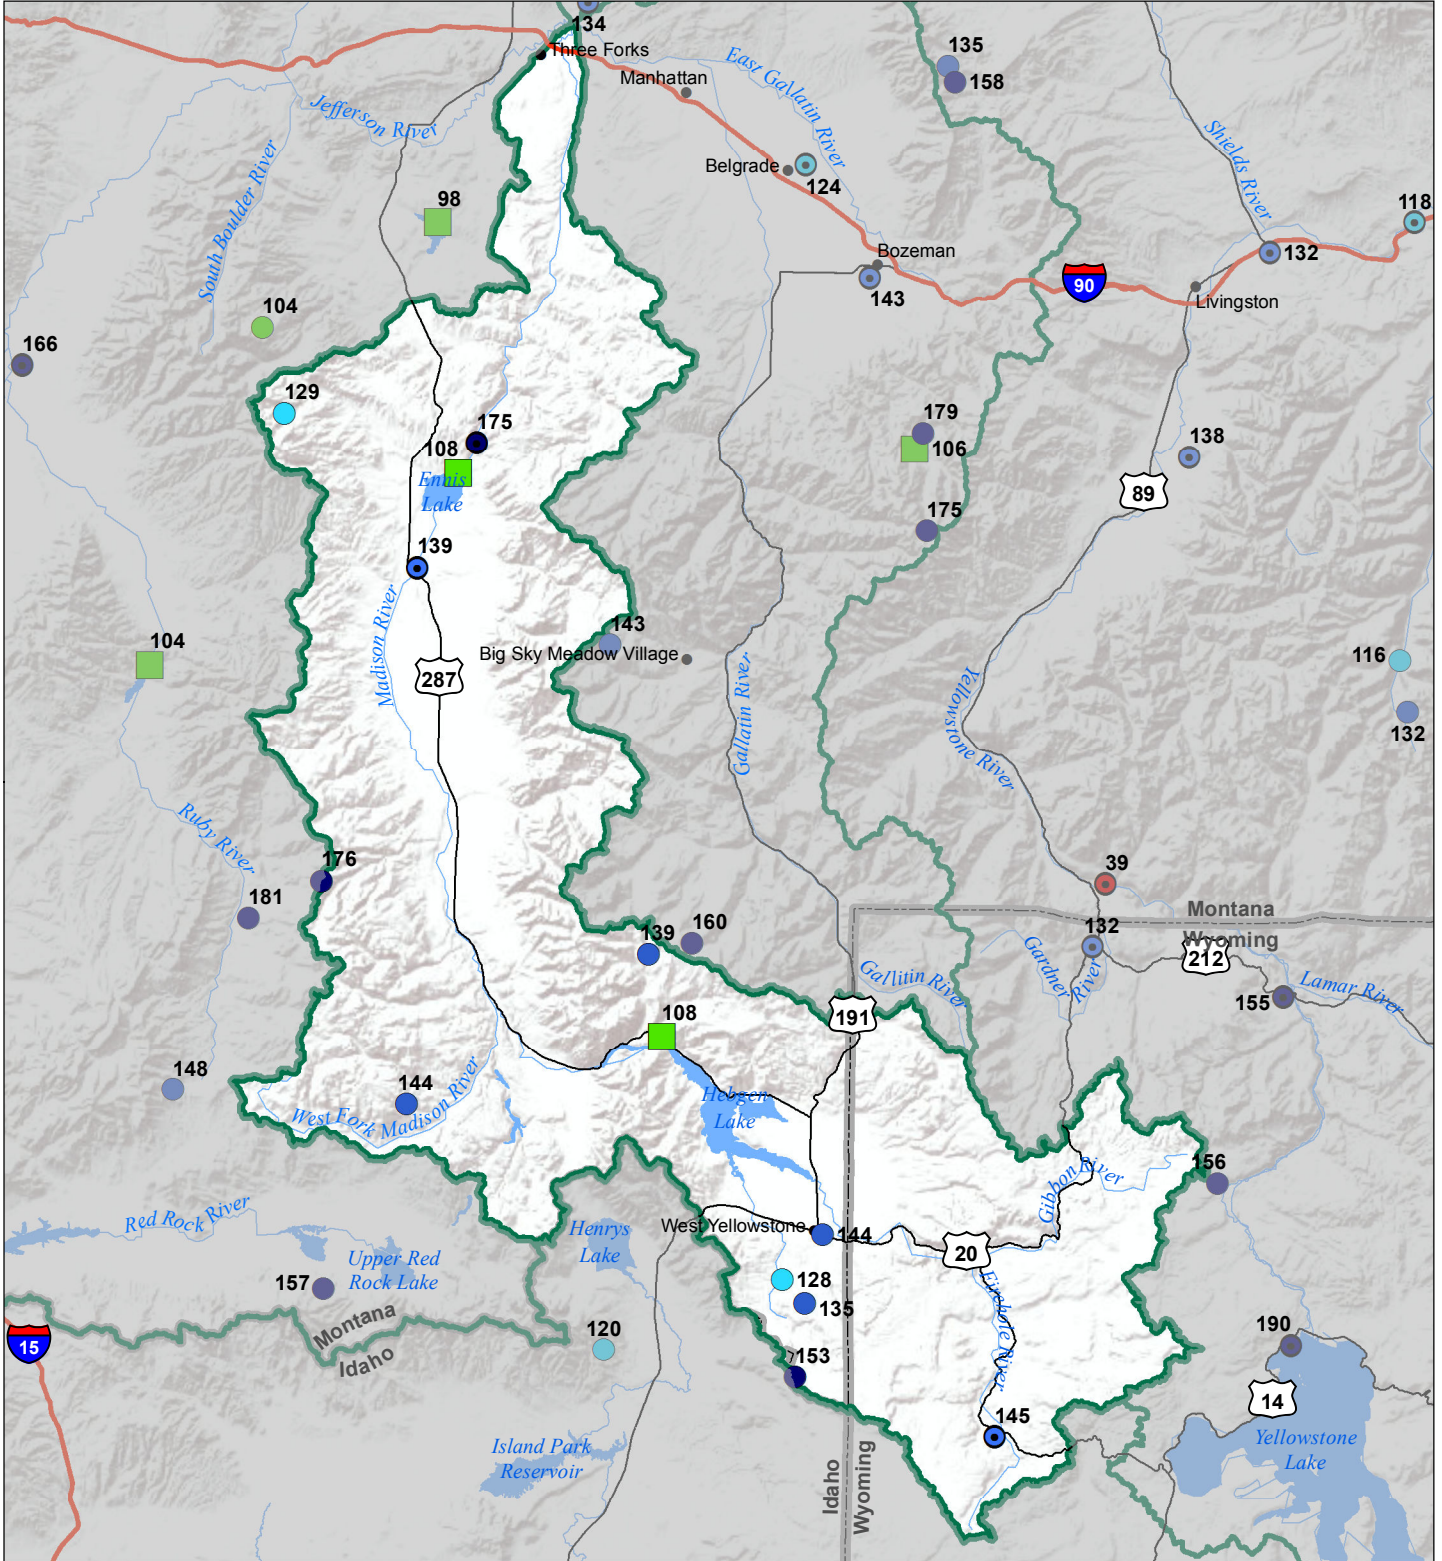 134
Three Forks
Manhattan
East Gallatin River
135
158
Jefferson River
South Boulder River
Shields River
Belgrade
124
98
118
Bozeman
132
143
90
Livingston
104
166
129
175
108
Ennis
Lake
179
106
138
89
175
139
Madison River
143
Big Sky Meadow Village
104
287
116
Gallatin River
Yellowstone River
132
Ruby River
176
181
39
Montana
Wyoming
139
160
132
212
Gardner
River
Gallitin River
Lamar River
155
191
108
148
144
West Fork Madison River
Hebgen
Lake
Gibbon River
156
Red Rock River
Henrys
Lake
West Yellowstone
144
20
Upper Red
Rock Lake
157
128
135
Firehole River
Montana
Idaho
15
120
190
153
14
145
Island Park
Reservoir
Yellowstone
Lake
Idaho
Wyoming